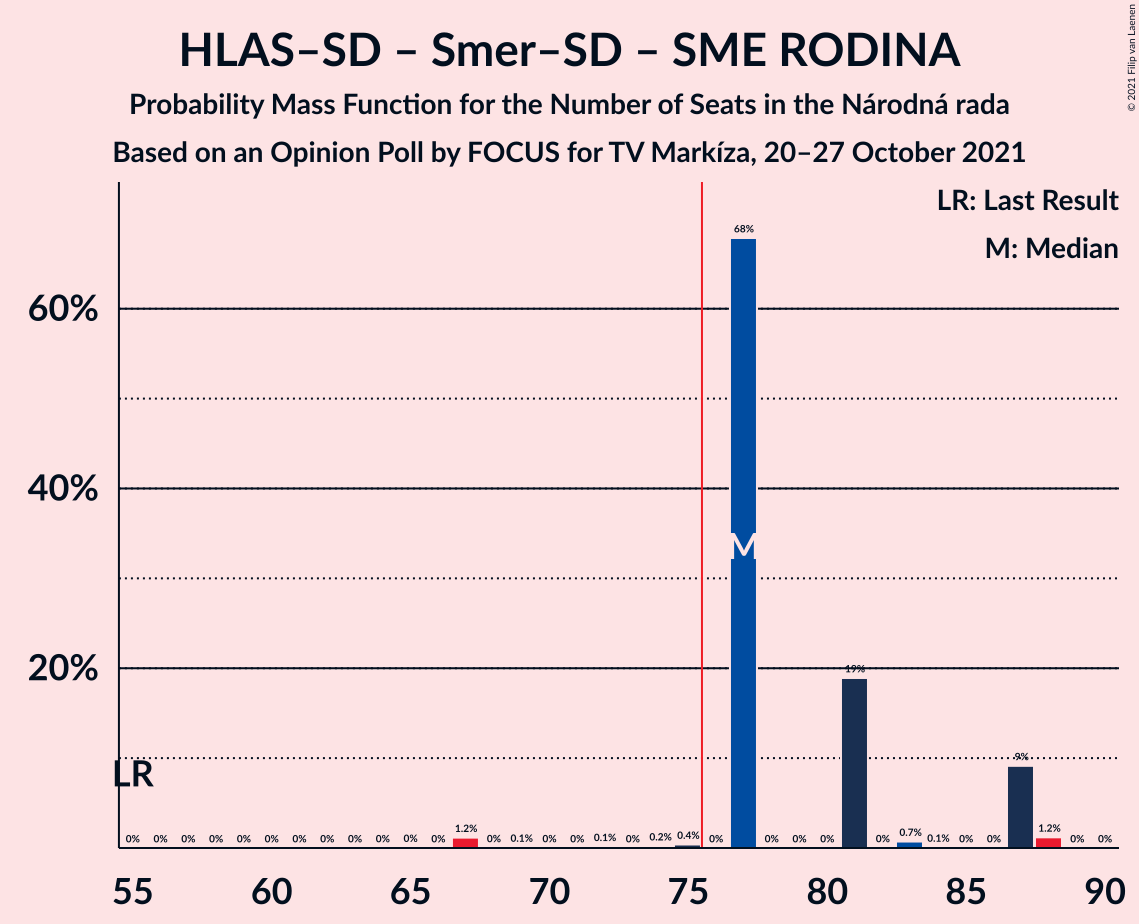 HLAS–SD – Smer–SD – SME RODINA
Probability Mass Function for the Number of Seats in the Národná rada
Based on an Opinion Poll by FOCUS for TV Markíza, 20–27 October 2021
© 2021 Filip van Laenen
LR: Last Result
M: Median
68%
60%
40%
M
20%
19%
9%
LR
0% 0% 0% 0% 0% 0% 0% 0% 0% 0% 0% 0% 1.2% 0% 0.1% 0% 0% 0.1% 0% 0.2% 0.4% 0% 0% 0% 0% 0% 0.7% 0.1% 0% 0% 1.2% 0% 0%
55 60 65 70 75 80 85 90